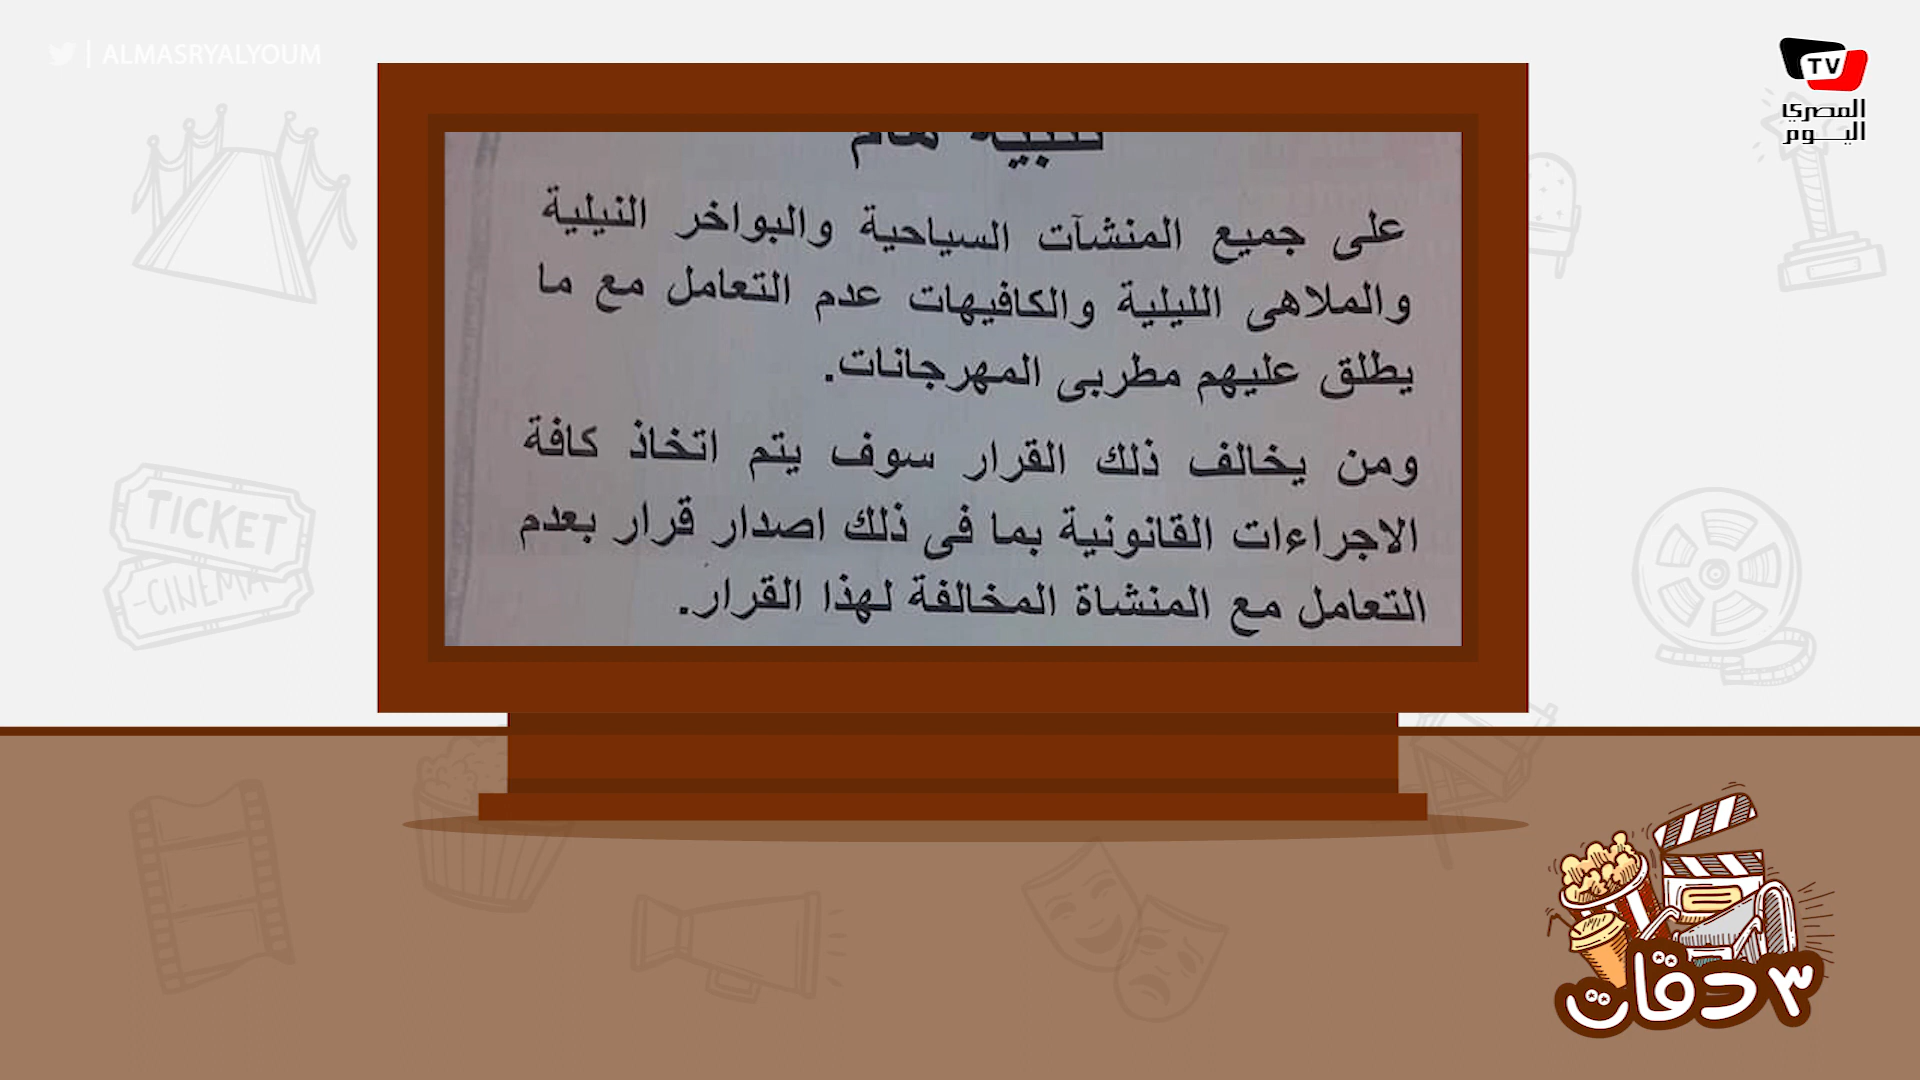 ALMASRYALYOUM
TV
المصري
اليوم
تنبيه هام
على جميع المنشآت السياحية والبواخر النيلية
والملاهى الليلية والكافيهات عدم التعامل مع ما
يطلق عليهم مطربى المهرجانات.
ومن يخالف ذلك القرار سوف يتم اتخاذ كافة
الاجراءات القانونية بما فى ذلك اصدار قرار بعدم
التعامل مع المنشاة المخالفة لهذا القرار.
TICKET
-CINEMA-
٣ دقات